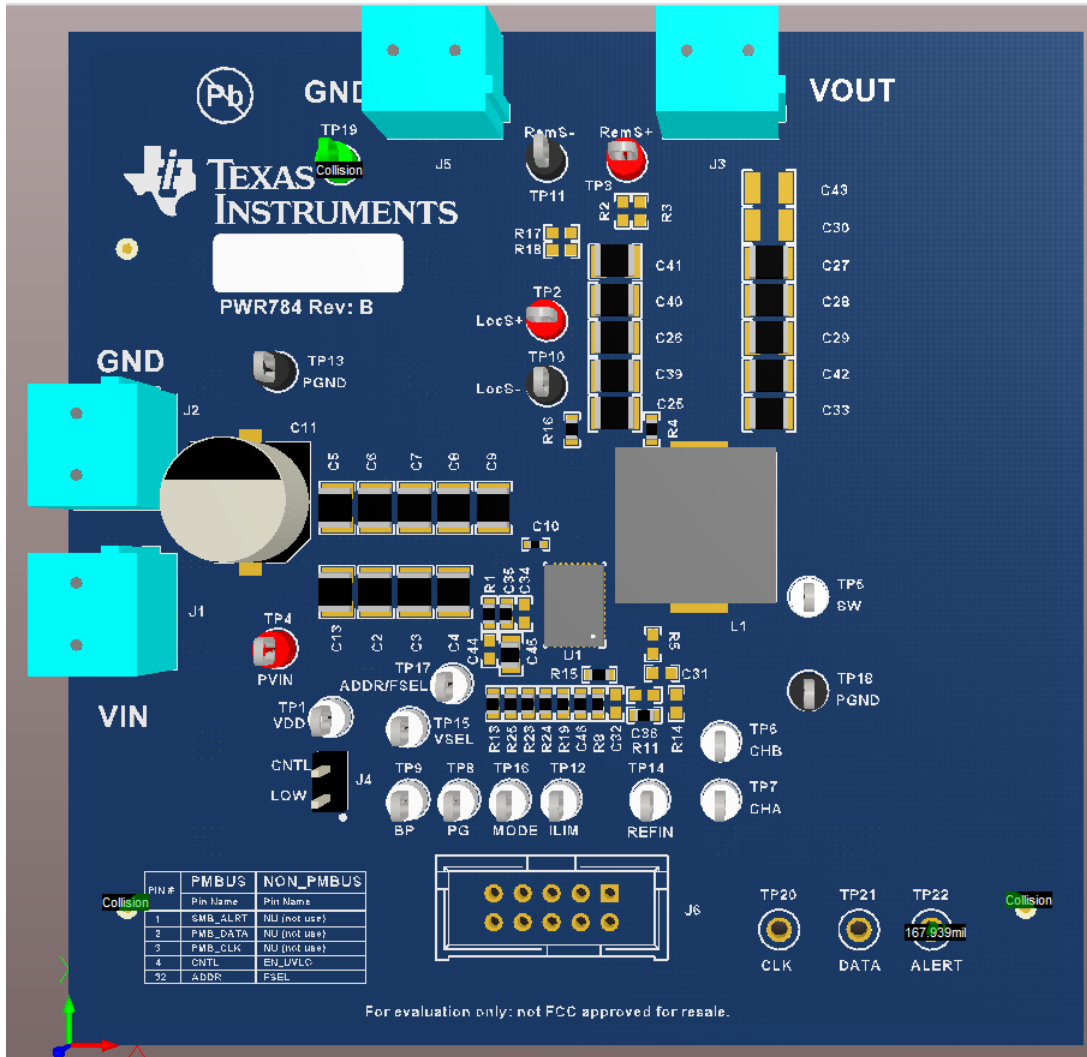 Pb
GND
VOUT
TP19
Collision
J5
RemS-
RemS+
J3
TP11
TP3
TEXAS
INSTRUMENTS
R2
R3
C43
C30
R17
R18
C41
C27
PWR784 Rev: B
TP2
C40
C28
LocS+
C26
C29
GND
TP13
PGND
TP10
LocS-
C39
C42
C25
C33
J2
C11
R16
R4
C5
C6
C7
C8
C9
C10
J1
TP4
PVIN
C13
C2
C3
C4
R1
C35
C34
C44
C45
U1
L1
TP5
SW
R5
TP17
ADDR/FSEL
R15
C31
TP18
PGND
VIN
TP1
VDD
TP15
VSEL
R13
R25
R23
R24
R19
C46
R8
C32
C36
R11
R14
TP6
CHB
CNTL
LOW
J4
TP9
TP8
TP16
TP12
TP14
TP7
CHA
BP
PG
MODE
ILIM
REFIN
PIN# PMBUS NON_PMBUS
Pin Name Pin Name
1 SMB_ALRT NU (not use)
2 PMB_DATA NU (not use)
3 PMB_CLK NU (not use)
4 CNTL EN_UVLO
32 ADDR FSEL
Collision
J6
TP20
TP21
TP22
Collision
167.939mil
CLK
DATA
ALERT
For evaluation only; not FCC approved for resale.